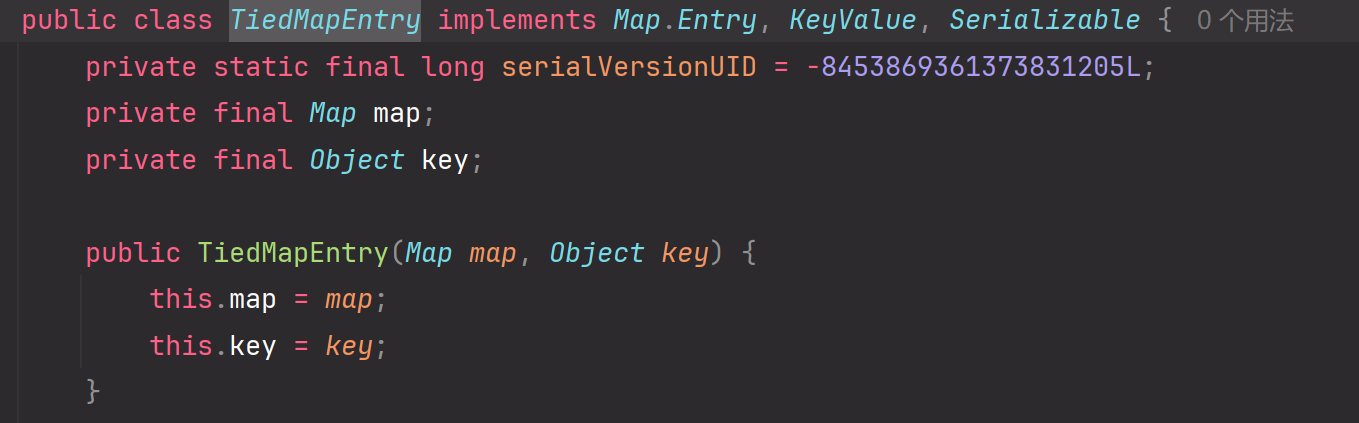 public class TiedMapEntry implements Map.Entry, KeyValue, Serializable {  0 个用法
    private static final long serialVersionUID = -8453869361373831205L;
    private final Map map;
    private final Object key;

    public TiedMapEntry(Map map, Object key) {
        this.map = map;
        this.key = key;
    }